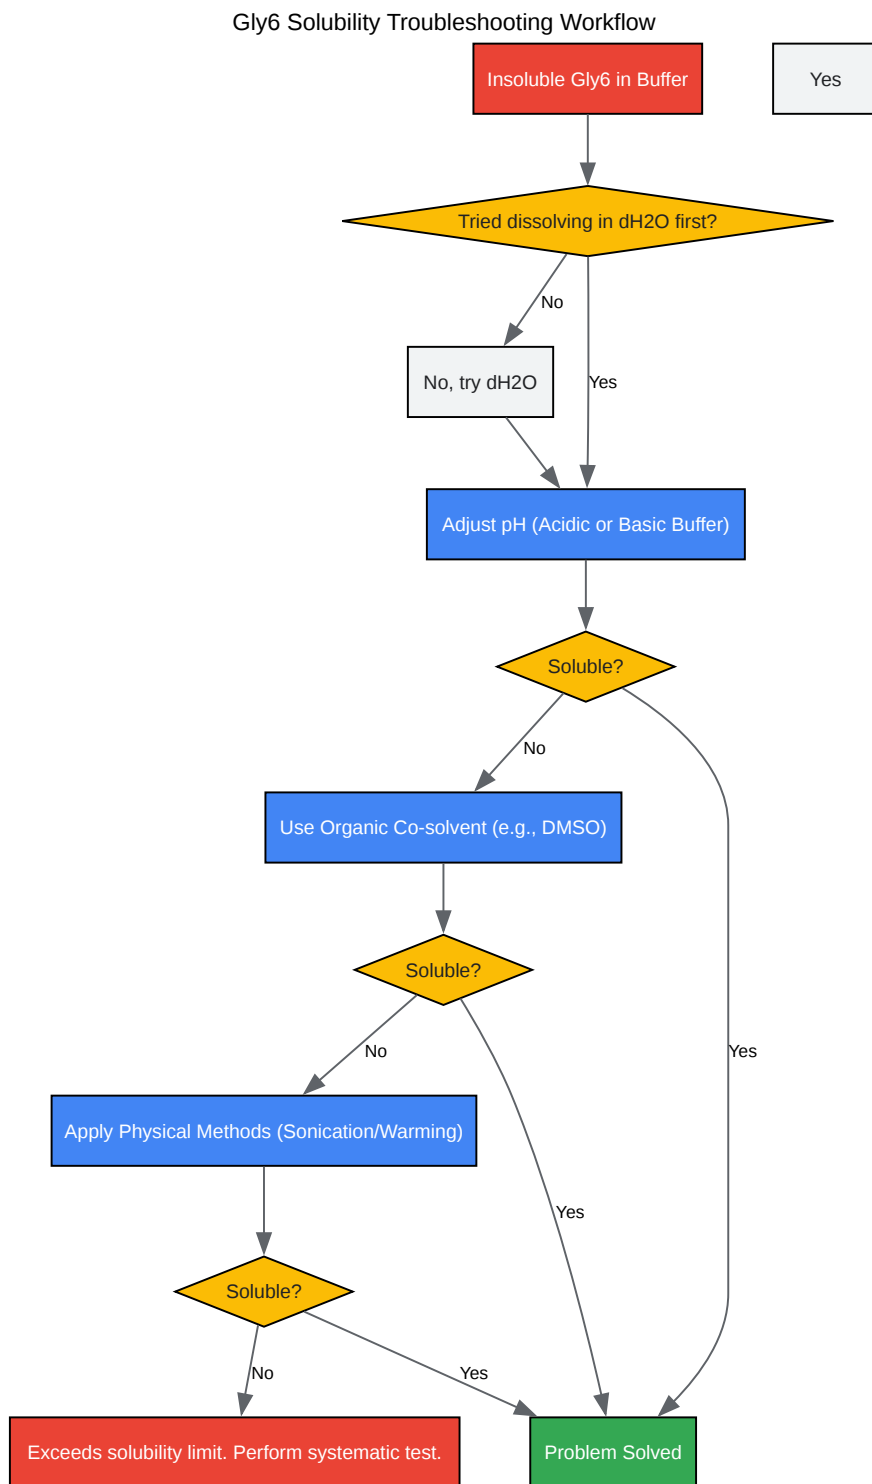 Gly6 Solubility Troubleshooting Workflow
Insoluble Gly6 in Buffer
Yes
Tried dissolving in dH2O first?
No
No, try dH2O
Yes
Adjust pH (Acidic or Basic Buffer)
Soluble?
No
Use Organic Co-solvent (e.g., DMSO)
Soluble?
No
Yes
Apply Physical Methods (Sonication/Warming)
Yes
Soluble?
No
Yes
Exceeds solubility limit. Perform systematic test.
Problem Solved